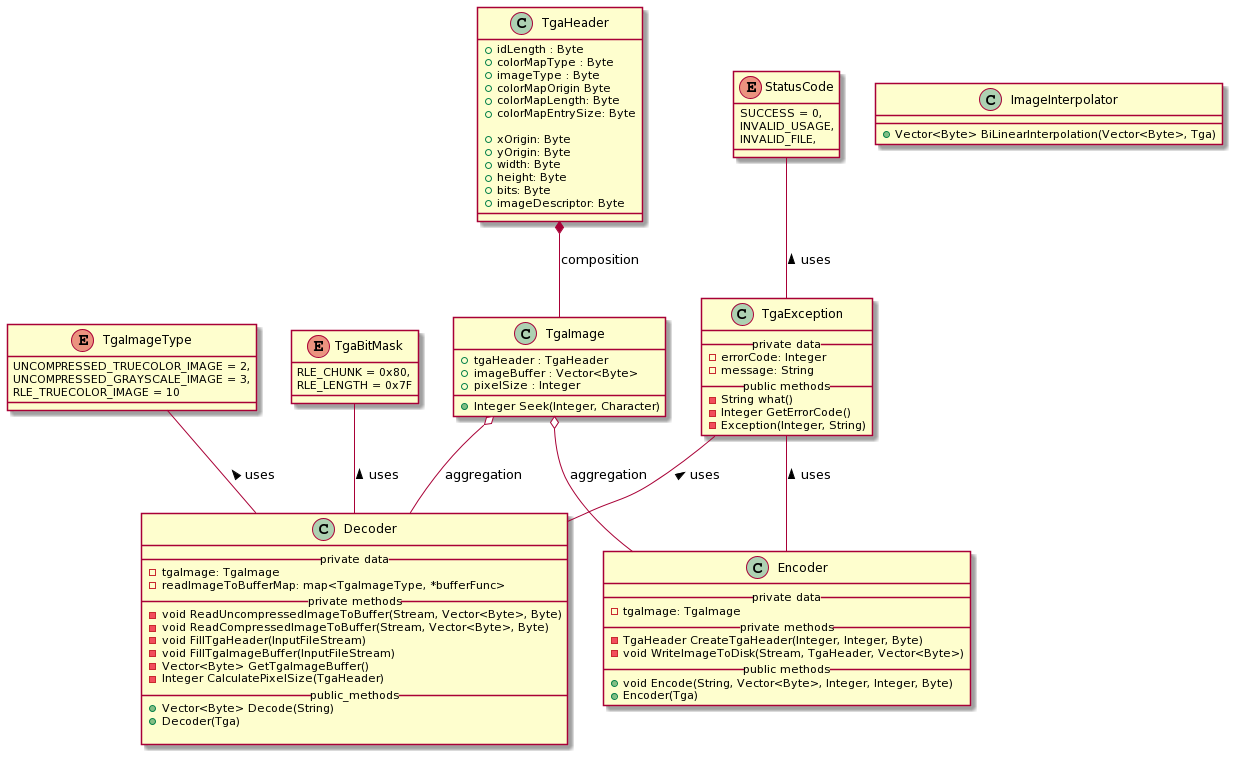 C TgaHeader
idLength : Byte
colorMapType : Byte
imageType : Byte
colorMapOrigin Byte
colorMapLength: Byte
colorMapEntrySize: Byte
xOrigin: Byte
yOrigin: Byte
width: Byte
height: Byte
bits: Byte
imageDescriptor: Byte
E StatusCode
SUCCESS = 0,
INVALID_USAGE,
INVALID_FILE,
C ImageInterpolator
Vector<Byte> BiLinearInterpolation(Vector<Byte>, Tga)
composition
uses
E TgaImageType
UNCOMPRESSED_TRUECOLOR_IMAGE = 2,
UNCOMPRESSED_GRAYSCALE_IMAGE = 3,
RLE_TRUECOLOR_IMAGE = 10
E TgaBitMask
RLE_CHUNK = 0x80,
RLE_LENGTH = 0x7F
C TgaImage
tgaHeader : TgaHeader
imageBuffer : Vector<Byte>
pixelSize : Integer
Integer Seek(Integer, Character)
C TgaException
private data
errorCode: Integer
message: String
public methods
String what()
Integer GetErrorCode()
Exception(Integer, String)
uses
uses
aggregation
aggregation
uses
uses
C Decoder
private data
tgaImage: TgaImage
readImageToBufferMap: map<TgaImageType, *bufferFunc>
private methods
void ReadUncompressedImageToBuffer(Stream, Vector<Byte>, Byte)
void ReadCompressedImageToBuffer(Stream, Vector<Byte>, Byte)
void FillTgaHeader(InputFileStream)
void FillTgaImageBuffer(InputFileStream)
Vector<Byte> GetTgaImageBuffer()
Integer CalculatePixelSize(TgaHeader)
public_methods
Vector<Byte> Decode(String)
Decoder(Tga)
C Encoder
private data
tgaImage: TgaImage
private methods
TgaHeader CreateTgaHeader(Integer, Integer, Byte)
void WriteImageToDisk(Stream, TgaHeader, Vector<Byte>)
public methods
void Encode(String, Vector<Byte>, Integer, Integer, Byte)
Encoder(Tga)